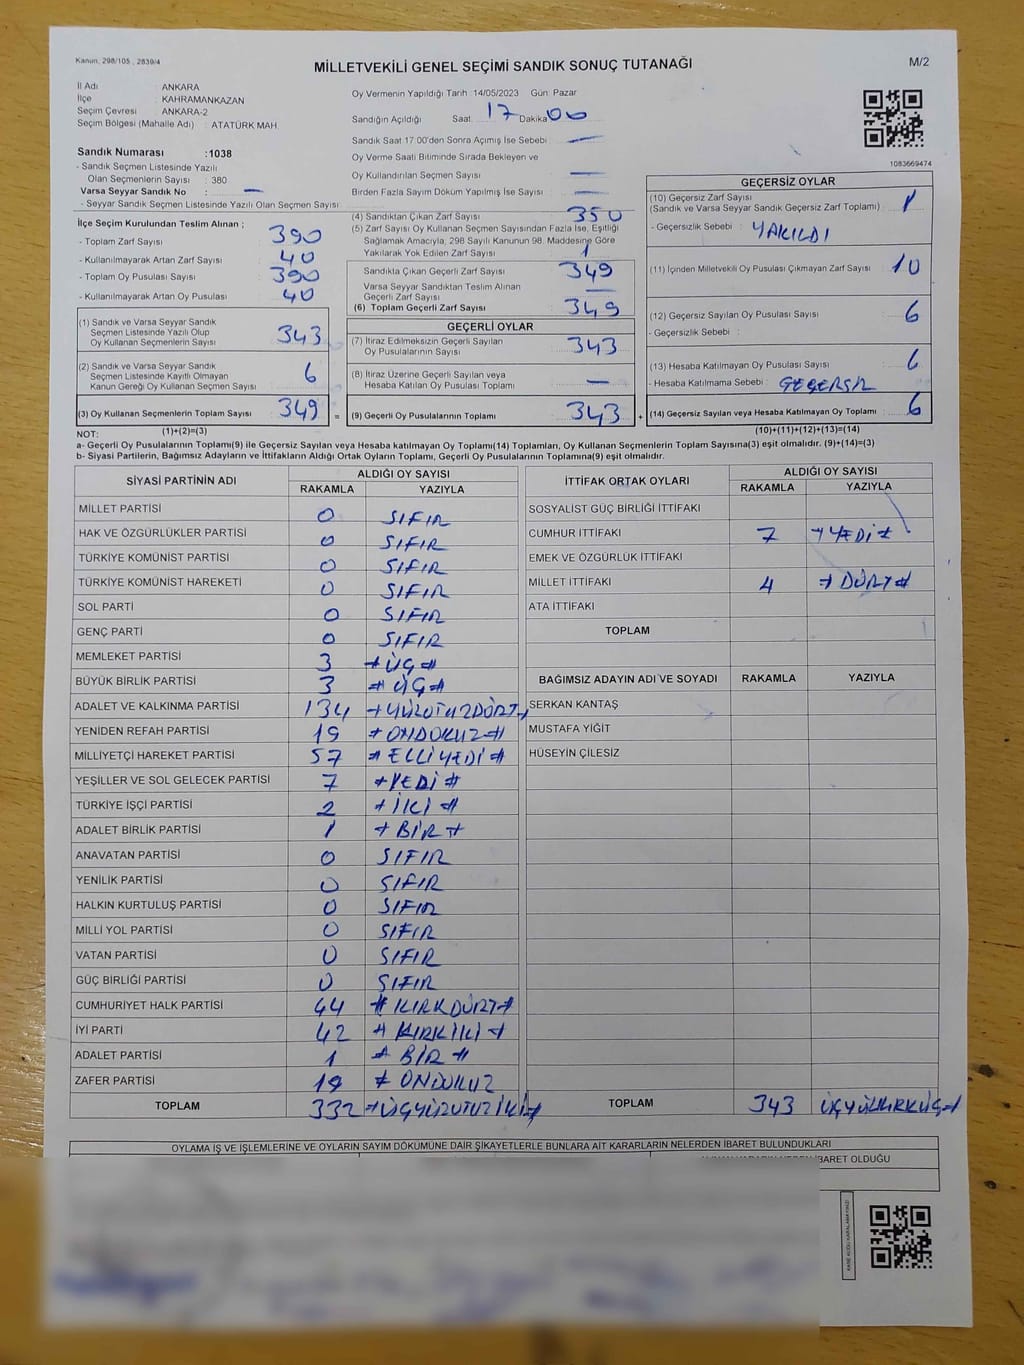 Kanun, 298/105 , 2839/4
MİLLETVEKİLİ GENEL SEÇİMİ SANDIK SONUÇ TUTANAĞI
M/2
İl Adı : ANKARA
İlçe : KAHRAMANKAZAN
Seçim Çevresi : ANKARA-2
Seçim Bölgesi (Mahalle Adı) : ATATÜRK MAH.
Sandık Numarası :1038
- Sandık Seçmen Listesinde Yazılı
Olan Seçmenlerin Sayısı : 380
Varsa Seyyar Sandık No : —
- Seyyar Sandık Seçmen Listesinde Yazılı Olan Seçmen Sayısı :
Oy Vermenin Yapıldığı Tarih 14/05/2023 Gün: Pazar
Sandığın Açıldığı Saat 17 Dakika 00
Sandık Saat 17:00'den Sonra Açımış İse Sebebi : —
Oy Verme Saati Bitiminde Sırada Bekleyen ve
Oy Kullandırılan Seçmen Sayısı : —
Birden Fazla Sayım Döküm Yapılmış İse Sayısı : —
1083669474
İlçe Seçim Kurulundan Teslim Alınan ;
- Toplam Zarf Sayısı : 390
- Kullanılmayarak Artan Zarf Sayısı : 40
- Toplam Oy Pusulası Sayısı : 390
- Kullanılmayarak Artan Oy Pusulası : 40
(1) Sandık ve Varsa Seyyar Sandık
Seçmen Listesinde Yazılı Olup
Oy Kullanan Seçmenlerin Sayısı : 343
(2) Sandık ve Varsa Seyyar Sandık
Seçmen Listesinde Kayıtlı Olmayan
Kanun Gereği Oy Kullanan Seçmen Sayısı : 6
(3) Oy Kullanan Seçmenlerin Toplam Sayısı : 349 =
(1)+(2)=(3)
(4) Sandıktan Çıkan Zarf Sayısı : 350
(5) Zarf Sayısı Oy Kullanan Seçmen Sayısından Fazla İse, Eşitliği
Sağlamak Amacıyla, 298 Sayılı Kanunun 98. Maddesine Göre
Yakılarak Yok Edilen Zarf Sayısı : 1
Sandıkta Çıkan Geçerli Zarf Sayısı : 349
Varsa Seyyar Sandıktan Teslim Alınan
Geçerli Zarf Sayısı : —
(6) Toplam Geçerli Zarf Sayısı : 349
GEÇERLİ OYLAR
(7) İtiraz Edilmeksizin Geçerli Sayılan
Oy Pusulalarının Sayısı : 343
(8) İtiraz Üzerine Geçerli Sayılan veya
Hesaba Katılan Oy Pusulası Toplamı : —
(9) Geçerli Oy Pusulalarının Toplamı : 343 +
GEÇERSİZ OYLAR
(10) Geçersiz Zarf Sayısı
(Sandık ve Varsa Seyyar Sandık Geçersiz Zarf Toplamı) : 1
- Geçersizlik Sebebi : YAKILDI
(11) İçinden Milletvekili Oy Pusulası Çıkmayan Zarf Sayısı : 10
(12) Geçersiz Sayılan Oy Pusulası Sayısı : 6
- Geçersizlik Sebebi :
(13) Hesaba Katılmayan Oy Pusulası Sayısı : 6
- Hesaba Katılmama Sebebi : GEÇERSİZ
(14) Geçersiz Sayılan veya Hesaba Katılmayan Oy Toplamı : 6
(10)+(11)+(12)+(13)=(14)
NOT:
a- Geçerli Oy Pusulalarının Toplamı(9) ile Geçersiz Sayılan veya Hesaba katılmayan Oy Toplamı(14) Toplamları, Oy Kullanan Seçmenlerin Toplam Sayısına(3) eşit olmalıdır. (9)+(14)=(3)
b- Siyasi Partilerin, Bağımsız Adayların ve İttifakların Aldığı Ortak Oyların Toplamı, Geçerli Oy Pusulalarının Toplamına(9) eşit olmalıdır.
SİYASİ PARTİNİN ADI ALDIĞI OY SAYISI
RAKAMLA YAZIYLA
MİLLET PARTİSİ 0 SIFIR
HAK VE ÖZGÜRLÜKLER PARTİSİ 0 SIFIR
TÜRKİYE KOMÜNİST PARTİSİ 0 SIFIR
TÜRKİYE KOMÜNİST HAREKETİ 0 SIFIR
SOL PARTİ 0 SIFIR
GENÇ PARTİ 0 SIFIR
MEMLEKET PARTİSİ 3 # ÜÇ #
BÜYÜK BİRLİK PARTİSİ 3 # ÜÇ #
ADALET VE KALKINMA PARTİSİ 134 # YÜZOTUZDÖRT #
YENİDEN REFAH PARTİSİ 19 # ONDOKUZ #
MİLLİYETÇİ HAREKET PARTİSİ 57 # ELLİYEDİ #
YEŞİLLER VE SOL GELECEK PARTİSİ 7 # YEDİ #
TÜRKİYE İŞÇİ PARTİSİ 2 # İKİ #
ADALET BİRLİK PARTİSİ 1 # BİR #
ANAVATAN PARTİSİ 0 SIFIR
YENİLİK PARTİSİ 0 SIFIR
HALKIN KURTULUŞ PARTİSİ 0 SIFIR
MİLLİ YOL PARTİSİ 0 SIFIR
VATAN PARTİSİ 0 SIFIR
GÜÇ BİRLİĞİ PARTİSİ 0 SIFIR
CUMHURİYET HALK PARTİSİ 44 # KIRKDÖRT #
İYİ PARTİ 42 # KIRKİKİ #
ADALET PARTİSİ 1 # BİR #
ZAFER PARTİSİ 19 # ONDOKUZ
TOPLAM 332 # ÜÇYÜZOTUZİKİ #
İTTİFAK ORTAK OYLARI ALDIĞI OY SAYISI
RAKAMLA YAZIYLA
SOSYALİST GÜÇ BİRLİĞİ İTTİFAKI
CUMHUR İTTİFAKI 7 # YEDİ #
EMEK VE ÖZGÜRLÜK İTTİFAKI
MİLLET İTTİFAKI 4 # DÖRT #
ATA İTTİFAKI
TOPLAM
BAĞIMSIZ ADAYIN ADI VE SOYADI RAKAMLA YAZIYLA
SERKAN KANTAŞ
MUSTAFA YİĞİT
HÜSEYİN ÇİLESİZ
TOPLAM 343 ÜÇYÜZKIRKÜÇ #
OYLAMA İŞ VE İŞLEMLERİNE VE OYLARIN SAYIM DÖKÜMÜNE DAİR ŞİKAYETLERLE BUNLARA AİT KARARLARIN NELERDEN İBARET BULUNDUKLARI
İBARET OLDUĞU
KARE KODU KARALAMAYINIZ!